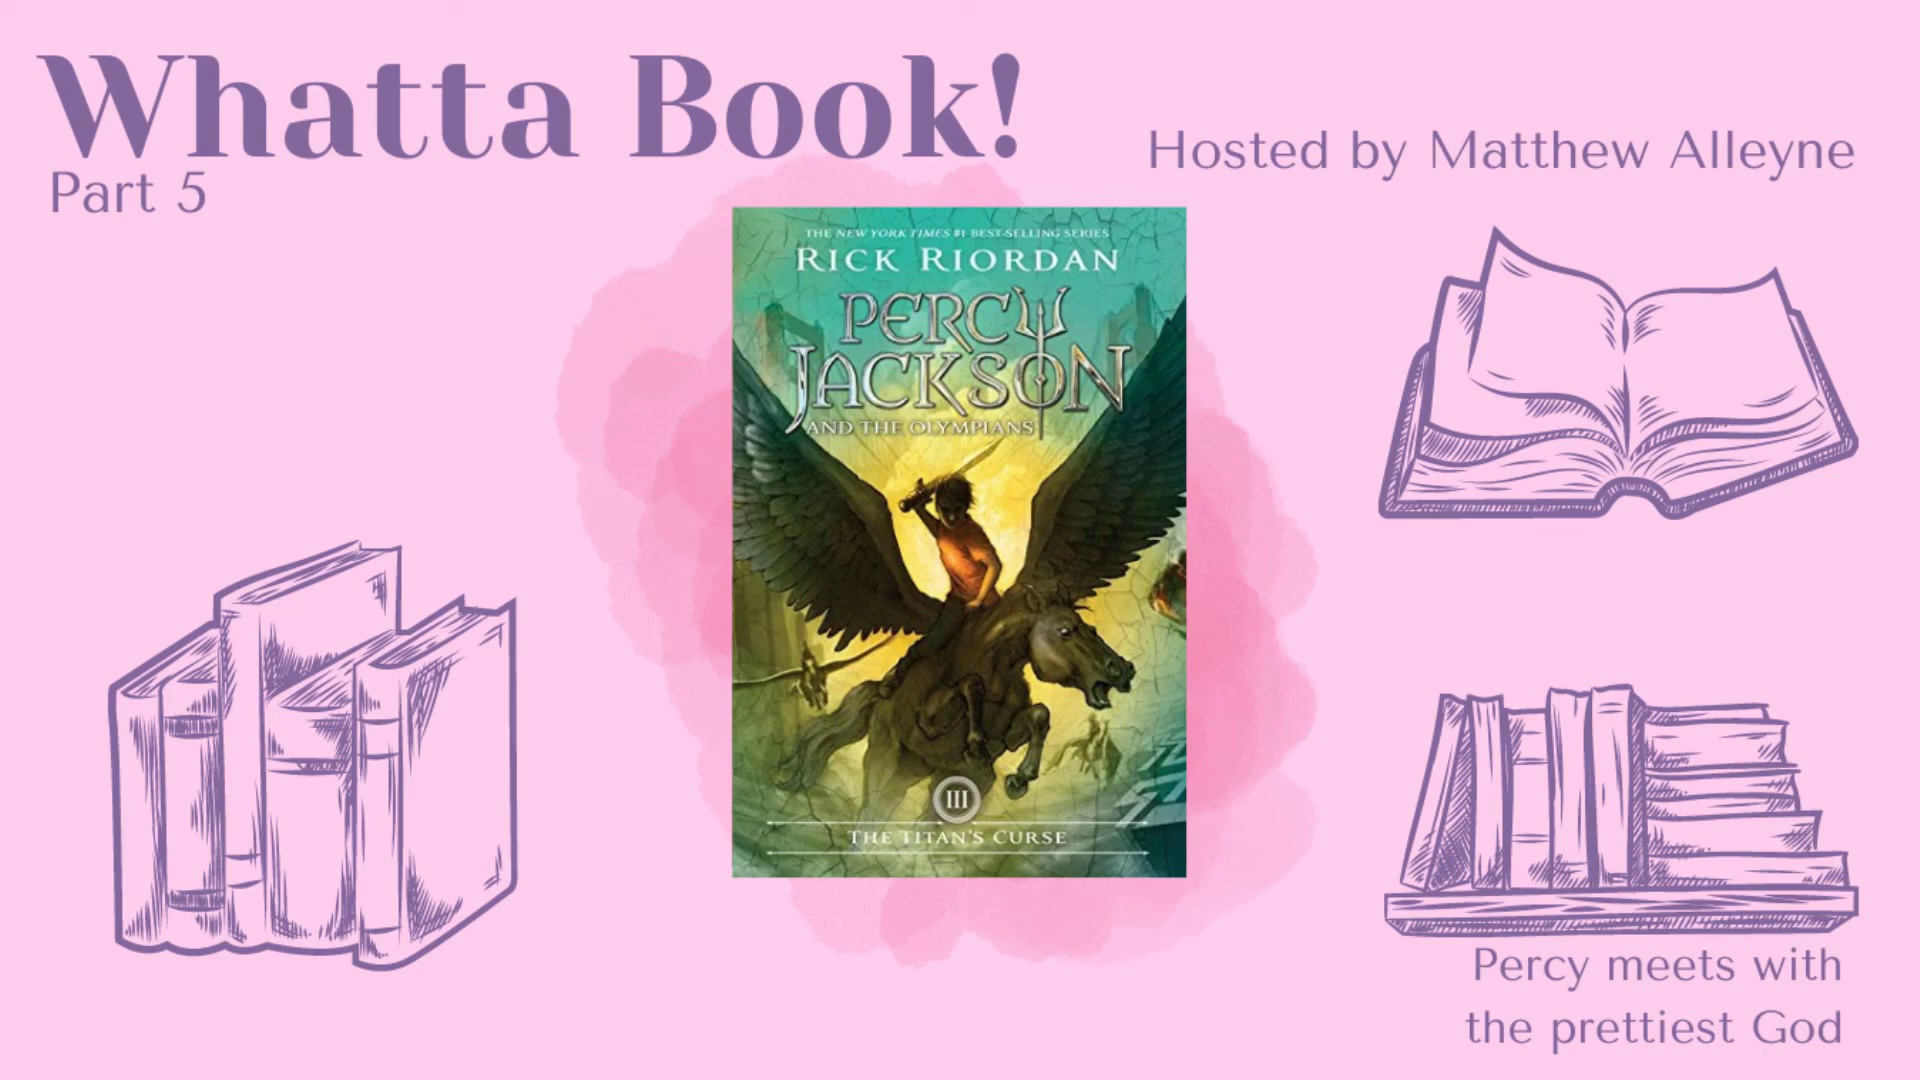 Whatta Book!
Part 5
Hosted by Matthew Alleyne
THE NEW YORK TIMES #1 BEST-SELLING SERIES
RICK RIORDAN
PERCY
JACKSON
AND THE OLYMPIANS
III
THE TITAN'S CURSE
Percy meets with
the prettiest God